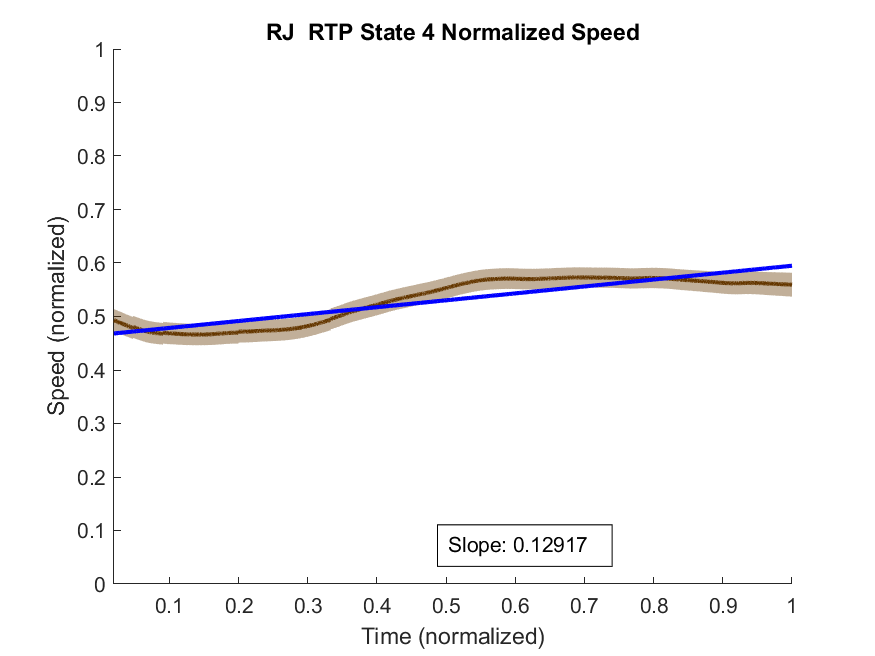 RJ  RTP State 4 Normalized Speed
1
0.9
0.8
0.7
0.6
0.5
0.4
0.3
0.2
0.1
0
Speed (normalized)
Slope: 0.12917
0.1 0.2 0.3 0.4 0.5 0.6 0.7 0.8 0.9 1
Time (normalized)